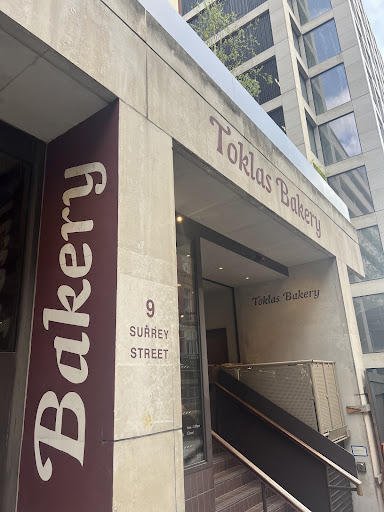 Bakery
9
SURREY
STREET
Toklas Bakery
Toklas Bakery